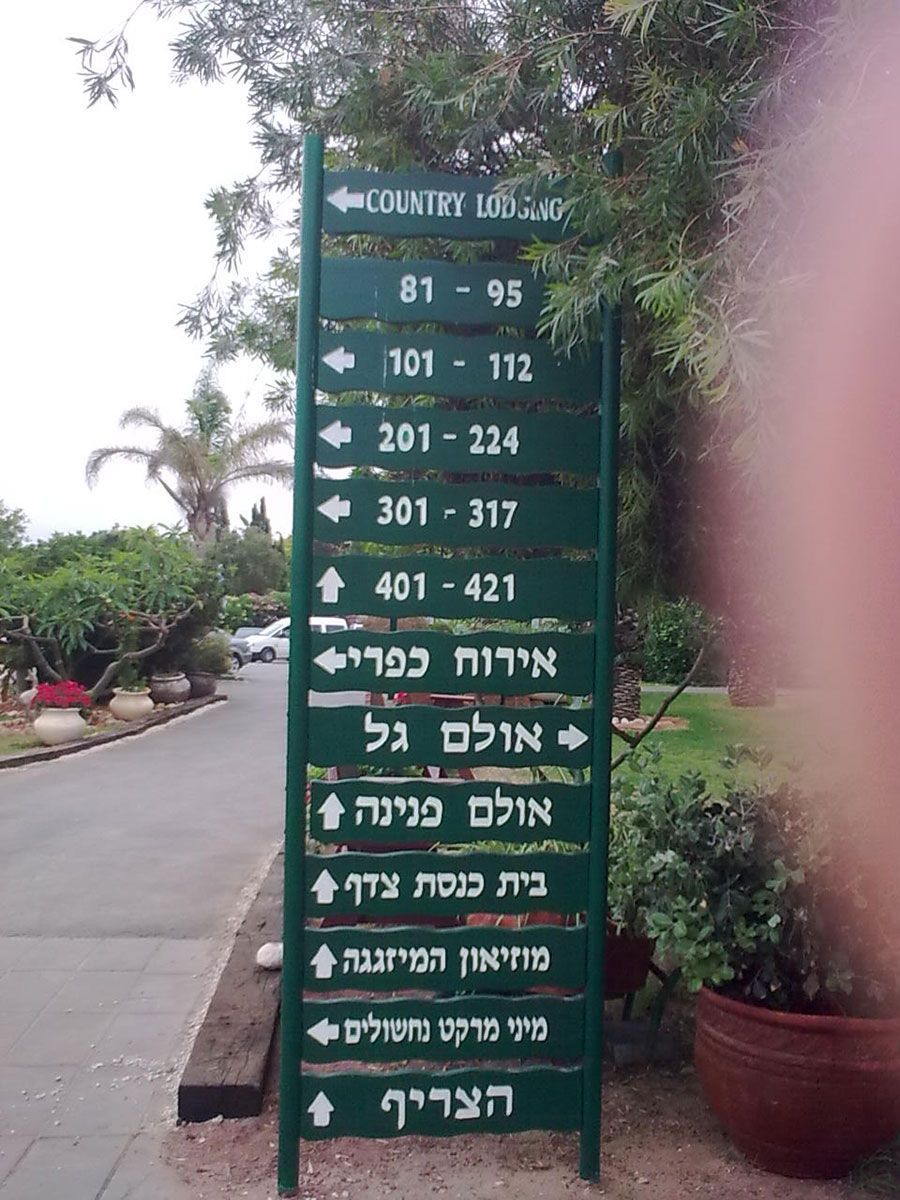 COUNTRY LODGING
81 - 95
101 - 112
201 - 224
301 - 317
401 - 421
אירוח כפרי
אולם גל
אולם פנינה
בית כנסת צדף
מוזיאון המיזגגה
מיני מרקט נחשולים
הצריף